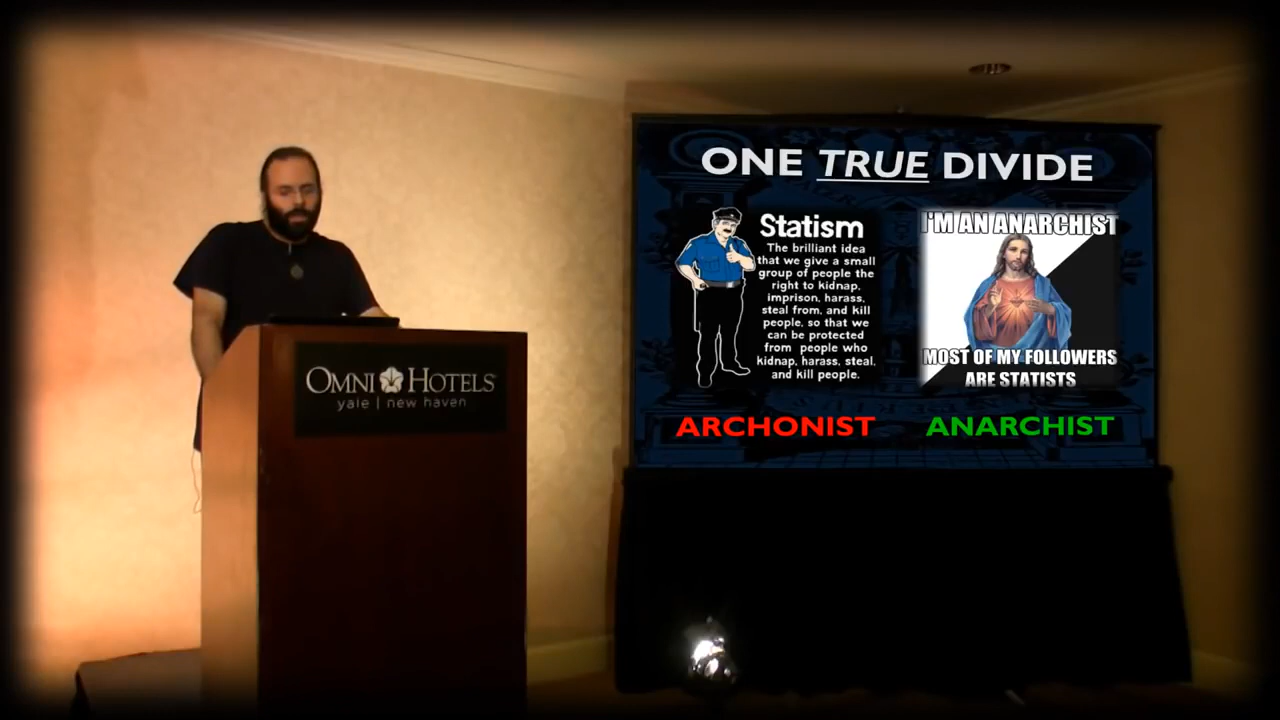 OMNI HOTELS
yale | new haven
ONE TRUE DIVIDE
Statism
The brilliant idea
that we give a small
group of people the
right to kidnap,
imprison, harass,
steal from, and kill
people, so that we
can be protected
from people who
kidnap, harass, steal,
and kill people.
I'M AN ANARCHIST
MOST OF MY FOLLOWERS
ARE STATISTS
ARCHONIST
ANARCHIST